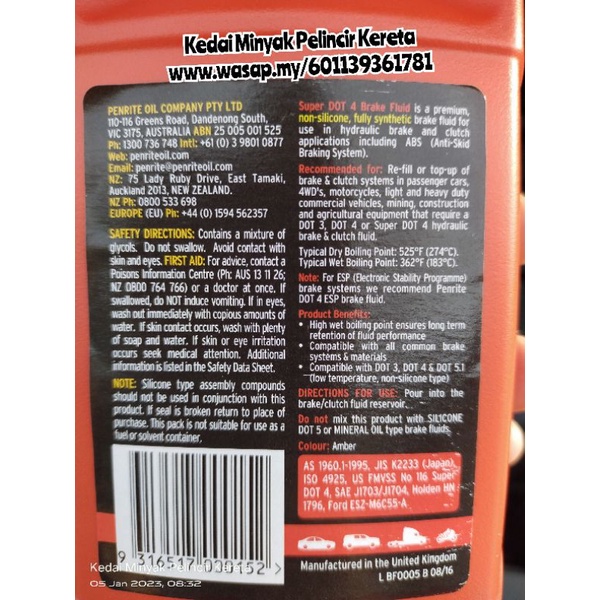 Kedai Minyak Pelincir Kereta
www.wasap.my/601139361781
PENRITE OIL COMPANY PTY LTD
110-116 Greens Road, Dandenong South,
VIC 3175, AUSTRALIA ABN 25 005 001 525
Ph: 1300 736 748 Intl: +61 (0) 3 9801 0877
Web: penriteoil.com
Email: penrite@penriteoil.com
NZ: 75 Lady Ruby Drive, East Tamaki,
Auckland 2013, NEW ZEALAND.
NZ Ph: 0800 533 698
EUROPE (EU) Ph: +44 (0) 1594 562357
SAFETY DIRECTIONS: Contains a mixture of
glycols. Do not swallow. Avoid contact with
skin and eyes. FIRST AID: For advice, contact a
Poisons Information Centre (Ph: AUS 13 11 26;
NZ 0800 764 766) or a doctor at once. If
swallowed, do NOT induce vomiting. If in eyes,
wash out immediately with copious amounts of
water. If skin contact occurs, wash with plenty
of soap and water. If skin or eye irritation
occurs seek medical attention. Additional
information is listed in the Safety Data Sheet.
NOTE: Silicone type assembly compounds
should not be used in conjunction with this
product. If seal is broken return to place of
purchase. This pack is not suitable for use as a
fuel or solvent container.
Super DOT 4 Brake Fluid is a premium,
non-silicone, fully synthetic brake fluid for
use in hydraulic brake and clutch
applications including ABS (Anti-Skid
Braking System).
Recommended for: Re-fill or top-up of
brake & clutch systems in passenger cars,
4WD's, motorcycles, light and heavy duty
commercial vehicles, mining, construction
and agricultural equipment that require a
DOT 3, DOT 4 or Super DOT 4 hydraulic
brake & clutch fluid.
Typical Dry Boiling Point: 525°F (274°C).
Typical Wet Boiling Point: 362°F (183°C).
Note: For ESP (Electronic Stability Programme)
brake systems we recommend Penrite
DOT 4 ESP brake fluid.
Product Benefits:
• High wet boiling point ensures long term
retention of fluid performance
• Compatible with all common brake
systems & materials
• Compatible with DOT 3, DOT 4 & DOT 5.1
(low temperature, non-silicone type)
DIRECTIONS FOR USE: Pour into the
brake/clutch fluid reservoir.
Do not mix this product with SILICONE
DOT 5 or MINERAL OIL type brake fluids.
Colour: Amber
AS 1960.1-1995, JIS K2233 (Japan),
ISO 4925, US FMVSS No 116 Super
DOT 4, SAE J1703/J1704, Holden HN
1796, Ford ESZ-M6C55-A
Manufactured in the United Kingdom
L BF0005 B 08/16
Kedai Minyak Pelincir Kereta
05 Jan 2023, 06:32